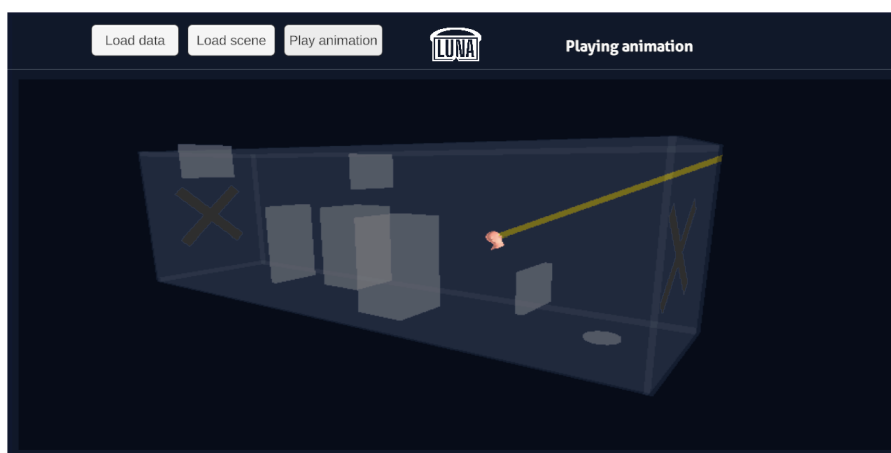 Load data
Load scene
Play animation
LUNA
Playing animation